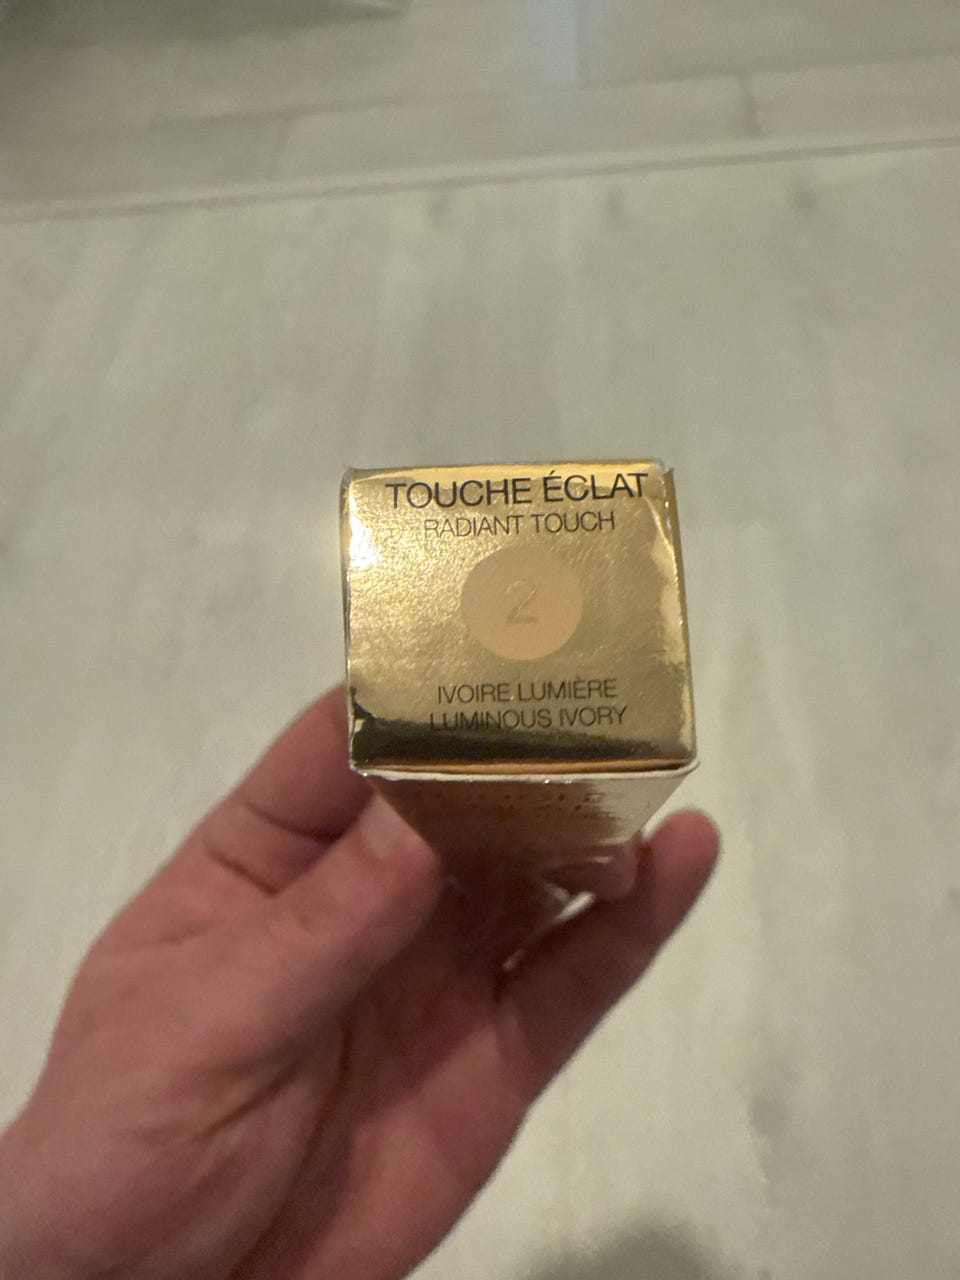 TOUCHE ÉCLAT
RADIANT TOUCH
2
IVOIRE LUMIÈRE
LUMINOUS IVORY